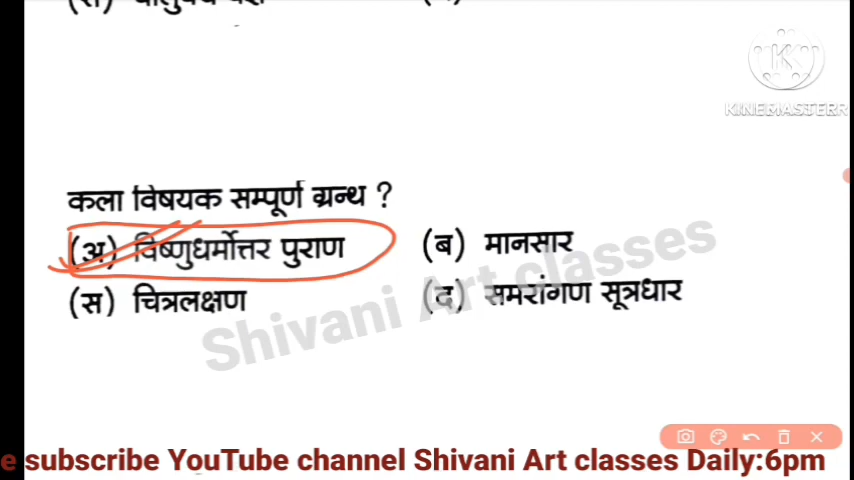 KINEMASTERR
कला विषयक सम्पूर्ण ग्रन्थ ?
(अ) विष्णुधर्मोत्तर पुराण (ब) मानसार
(स) चित्रलक्षण (द) समरांगण सूत्रधार
Shivani Art classes
e subscribe YouTube channel Shivani Art classes Daily:6pm